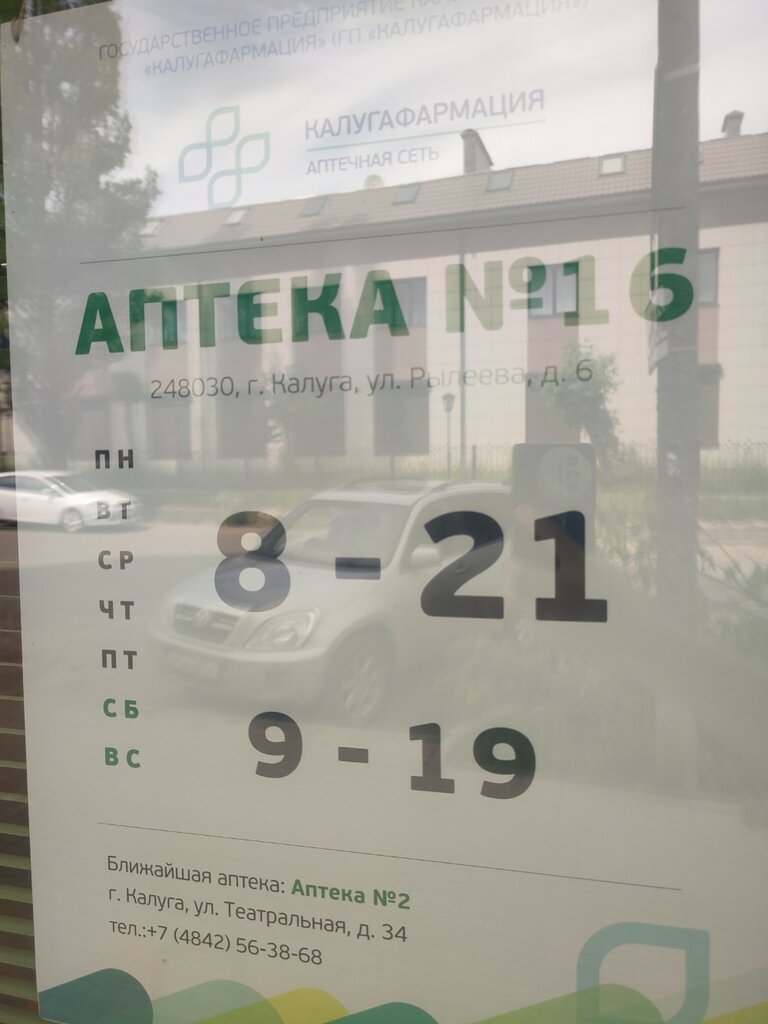 ГОСУДАРСТВЕННОЕ ПРЕДПРИЯТИЕ
«КАЛУГАФАРМАЦИЯ» (ГП «КАЛУГАФАРМАЦИЯ»)
КАЛУГАФАРМАЦИЯ
АПТЕЧНАЯ СЕТЬ
АПТЕКА №16
248030, г. Калуга, ул. Рылеева, д. 6
ПН
ВТ
СР
ЧТ
ПТ
8 - 21
СБ
ВС
9 - 19
Ближайшая аптека: Аптека №2
г. Калуга, ул. Театральная, д. 34
тел.:+7 (4842) 56-38-68